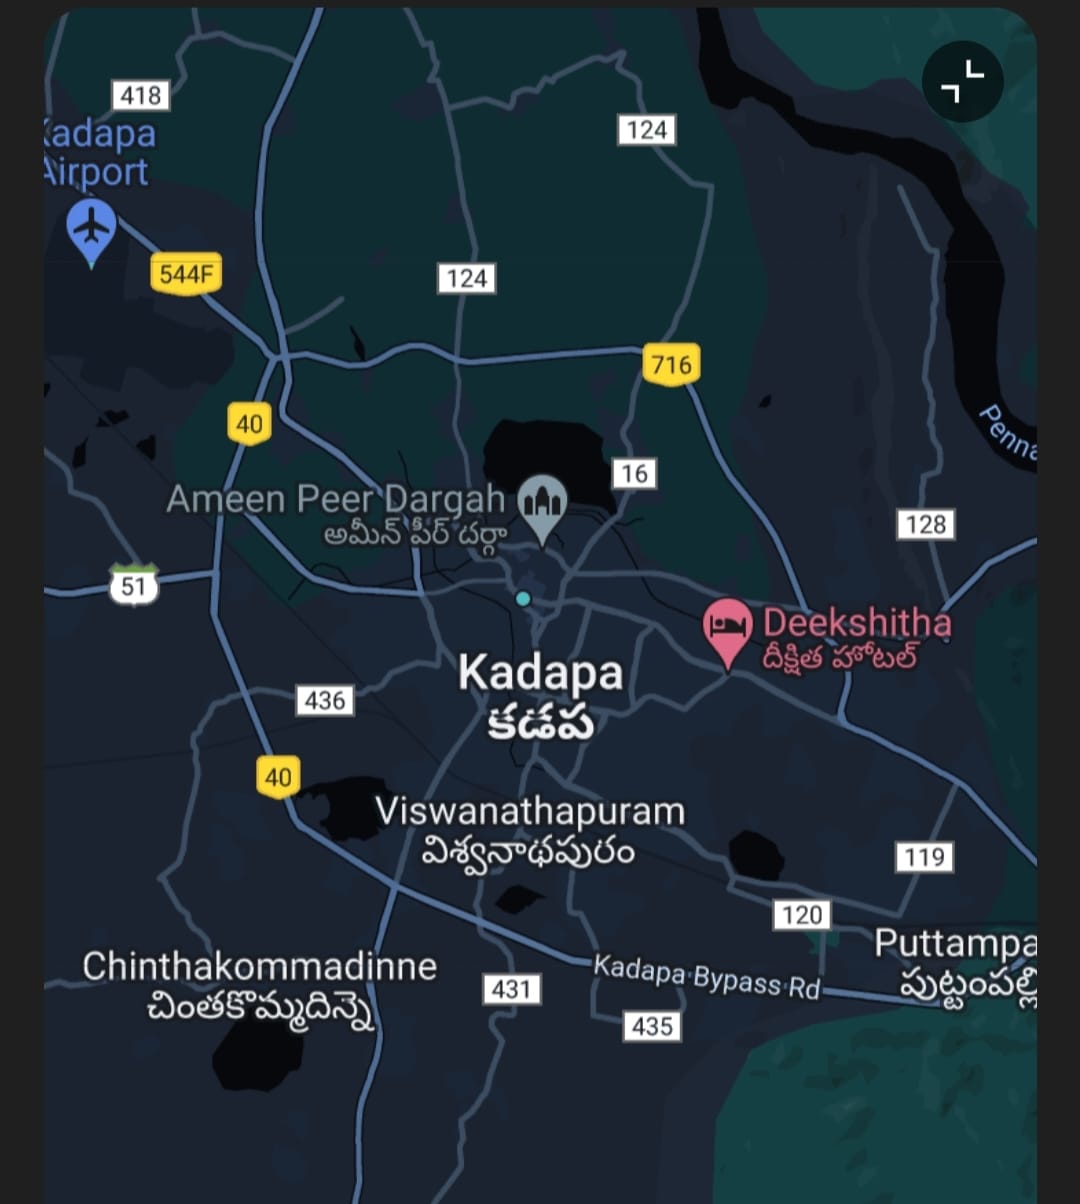 418
Kadapa
Airport
124
544F
124
716
40
Penna
16
Ameen Peer Dargah
అమీన్ పీర్ దర్గా
128
51
Deekshitha
దీక్షిత హోటల్
Kadapa
కడప
436
40
Viswanathapuram
విశ్వనాథపురం
119
120
Puttampa
పుట్టంపల్లి
Chinthakommadinne
చింతకొమ్మదిన్నె
Kadapa Bypass Rd
431
435